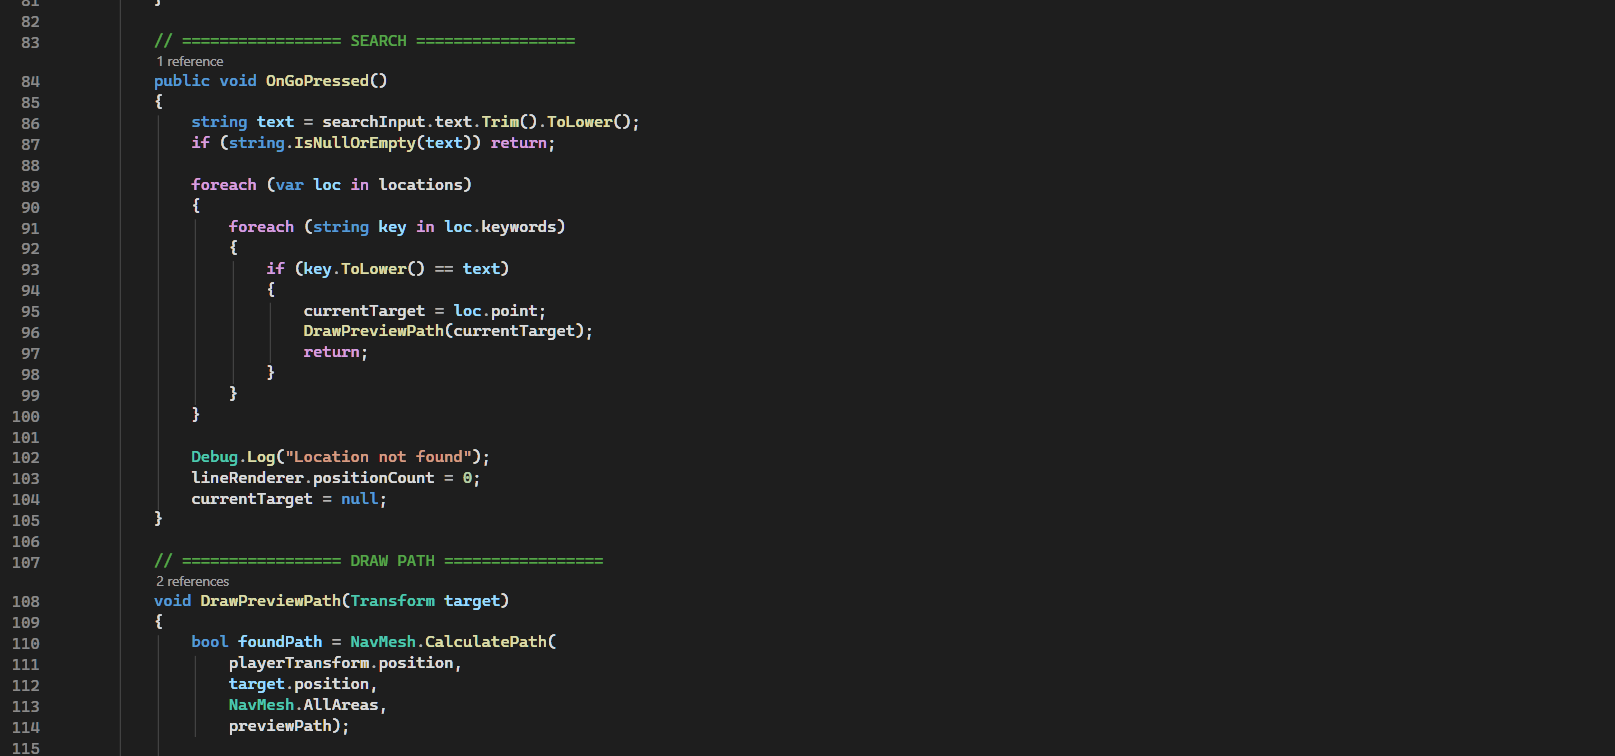 81 }
82
83 // ================= SEARCH =================
1 reference
84 public void OnGoPressed()
85 {
86 string text = searchInput.text.Trim().ToLower();
87 if (string.IsNullOrEmpty(text)) return;
88
89 foreach (var loc in locations)
90 {
91 foreach (string key in loc.keywords)
92 {
93 if (key.ToLower() == text)
94 {
95 currentTarget = loc.point;
96 DrawPreviewPath(currentTarget);
97 return;
98 }
99 }
100 }
101
102 Debug.Log("Location not found");
103 lineRenderer.positionCount = 0;
104 currentTarget = null;
105 }
106
107 // ================= DRAW PATH =================
2 references
108 void DrawPreviewPath(Transform target)
109 {
110 bool foundPath = NavMesh.CalculatePath(
111 playerTransform.position,
112 target.position,
113 NavMesh.AllAreas,
114 previewPath);
115